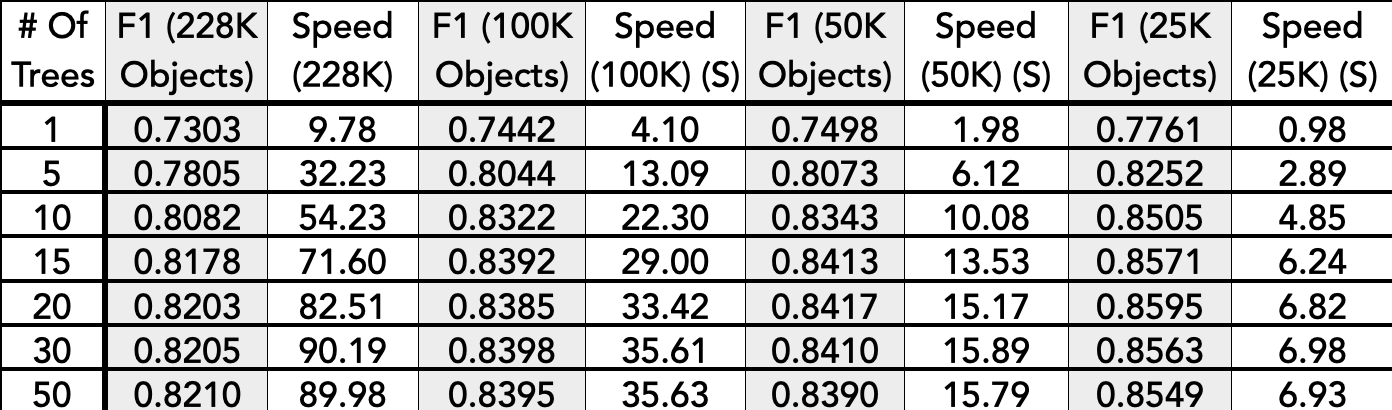 # Of Trees F1 (228K Objects) Speed (228K) F1 (100K Objects) Speed (100K) (S) F1 (50K Objects) Speed (50K) (S) F1 (25K Objects) Speed (25K) (S)
1 0.7303 9.78 0.7442 4.10 0.7498 1.98 0.7761 0.98
5 0.7805 32.23 0.8044 13.09 0.8073 6.12 0.8252 2.89
10 0.8082 54.23 0.8322 22.30 0.8343 10.08 0.8505 4.85
15 0.8178 71.60 0.8392 29.00 0.8413 13.53 0.8571 6.24
20 0.8203 82.51 0.8385 33.42 0.8417 15.17 0.8595 6.82
30 0.8205 90.19 0.8398 35.61 0.8410 15.89 0.8563 6.98
50 0.8210 89.98 0.8395 35.63 0.8390 15.79 0.8549 6.93